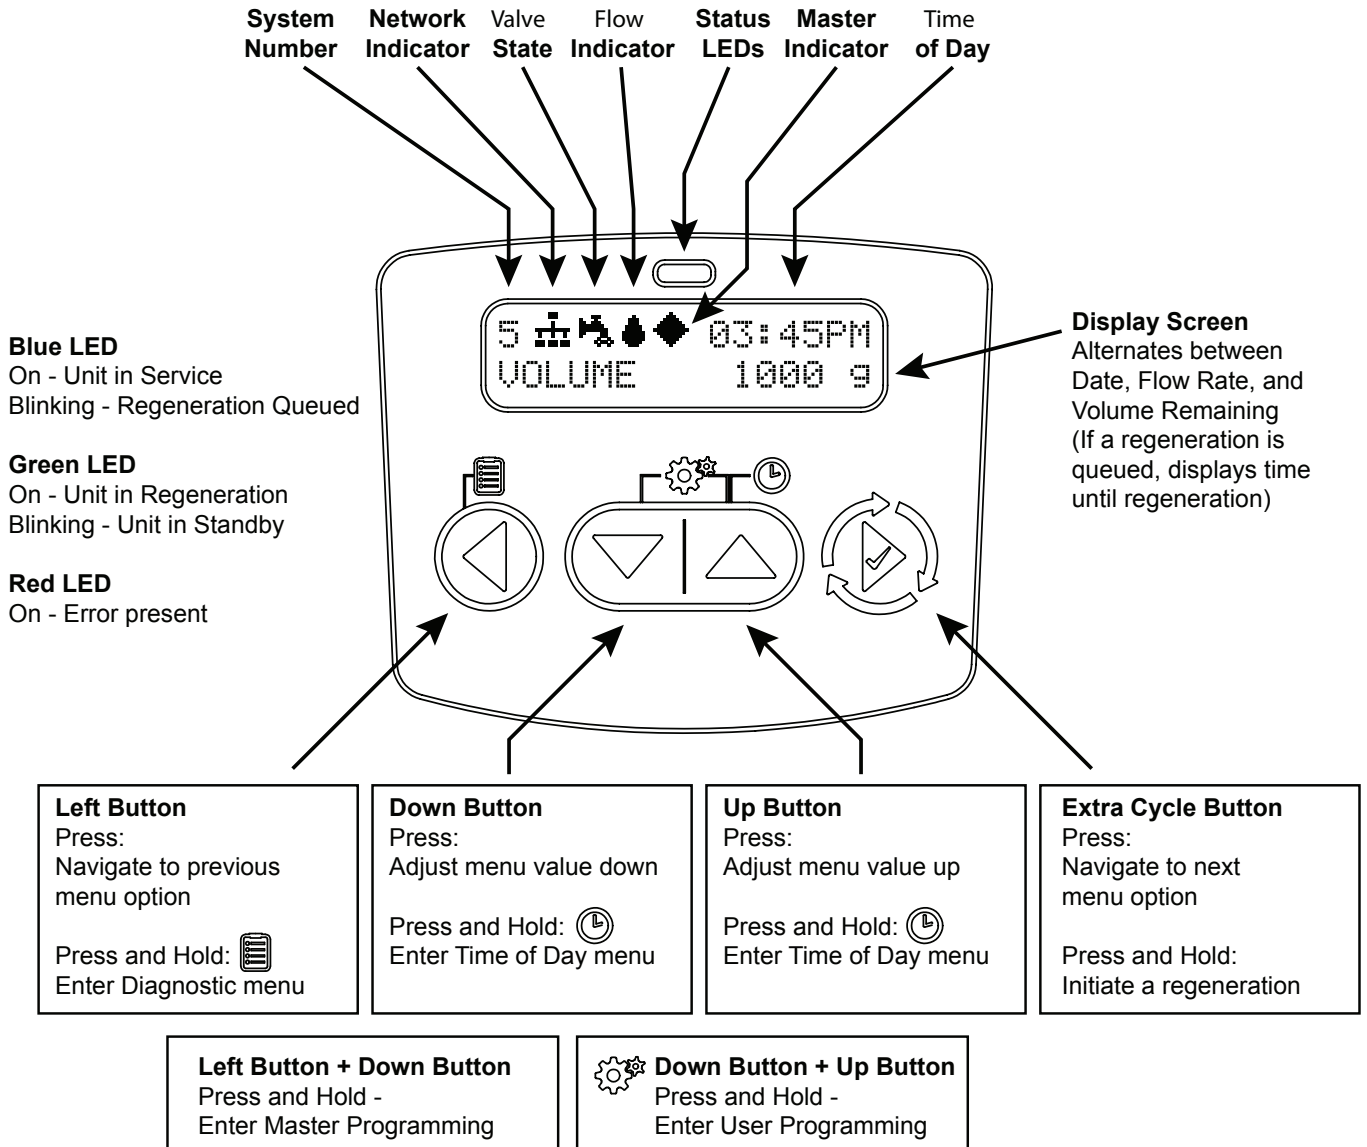 System Number
Network Indicator
Valve State
Flow Indicator
Status LEDs
Master Indicator
Time of Day
5 03:45PM
VOLUME 1000 g
Blue LED
On - Unit in Service
Blinking - Regeneration Queued
Green LED
On - Unit in Regeneration
Blinking - Unit in Standby
Red LED
On - Error present
Display Screen
Alternates between
Date, Flow Rate, and
Volume Remaining
(If a regeneration is
queued, displays time
until regeneration)
Left Button
Press:
Navigate to previous
menu option
Press and Hold:
Enter Diagnostic menu
Down Button
Press:
Adjust menu value down
Press and Hold:
Enter Time of Day menu
Up Button
Press:
Adjust menu value up
Press and Hold:
Enter Time of Day menu
Extra Cycle Button
Press:
Navigate to next
menu option
Press and Hold:
Initiate a regeneration
Left Button + Down Button
Press and Hold -
Enter Master Programming
Down Button + Up Button
Press and Hold -
Enter User Programming